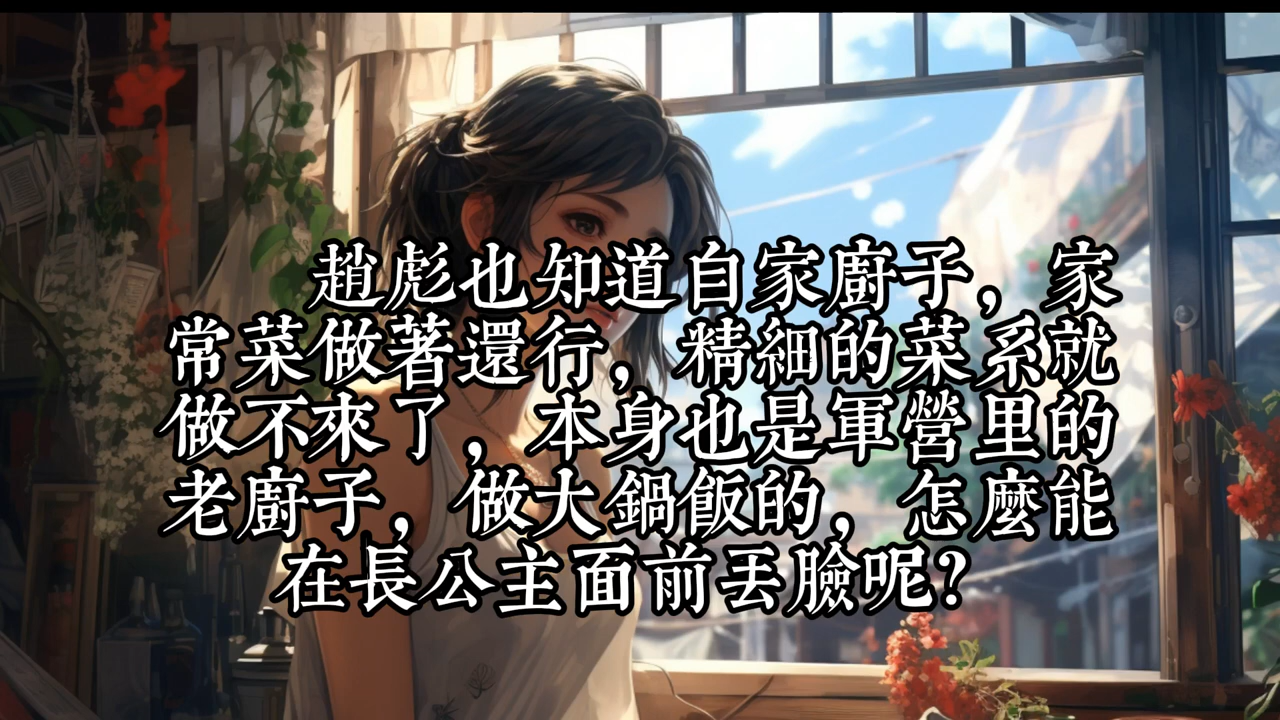 趙彪也知道自家廚子，家
常菜做著還行，精細的菜系就
做不來了，本身也是軍營里的
老廚子，做大鍋飯的，怎麼能
在長公主面前丟臉呢？